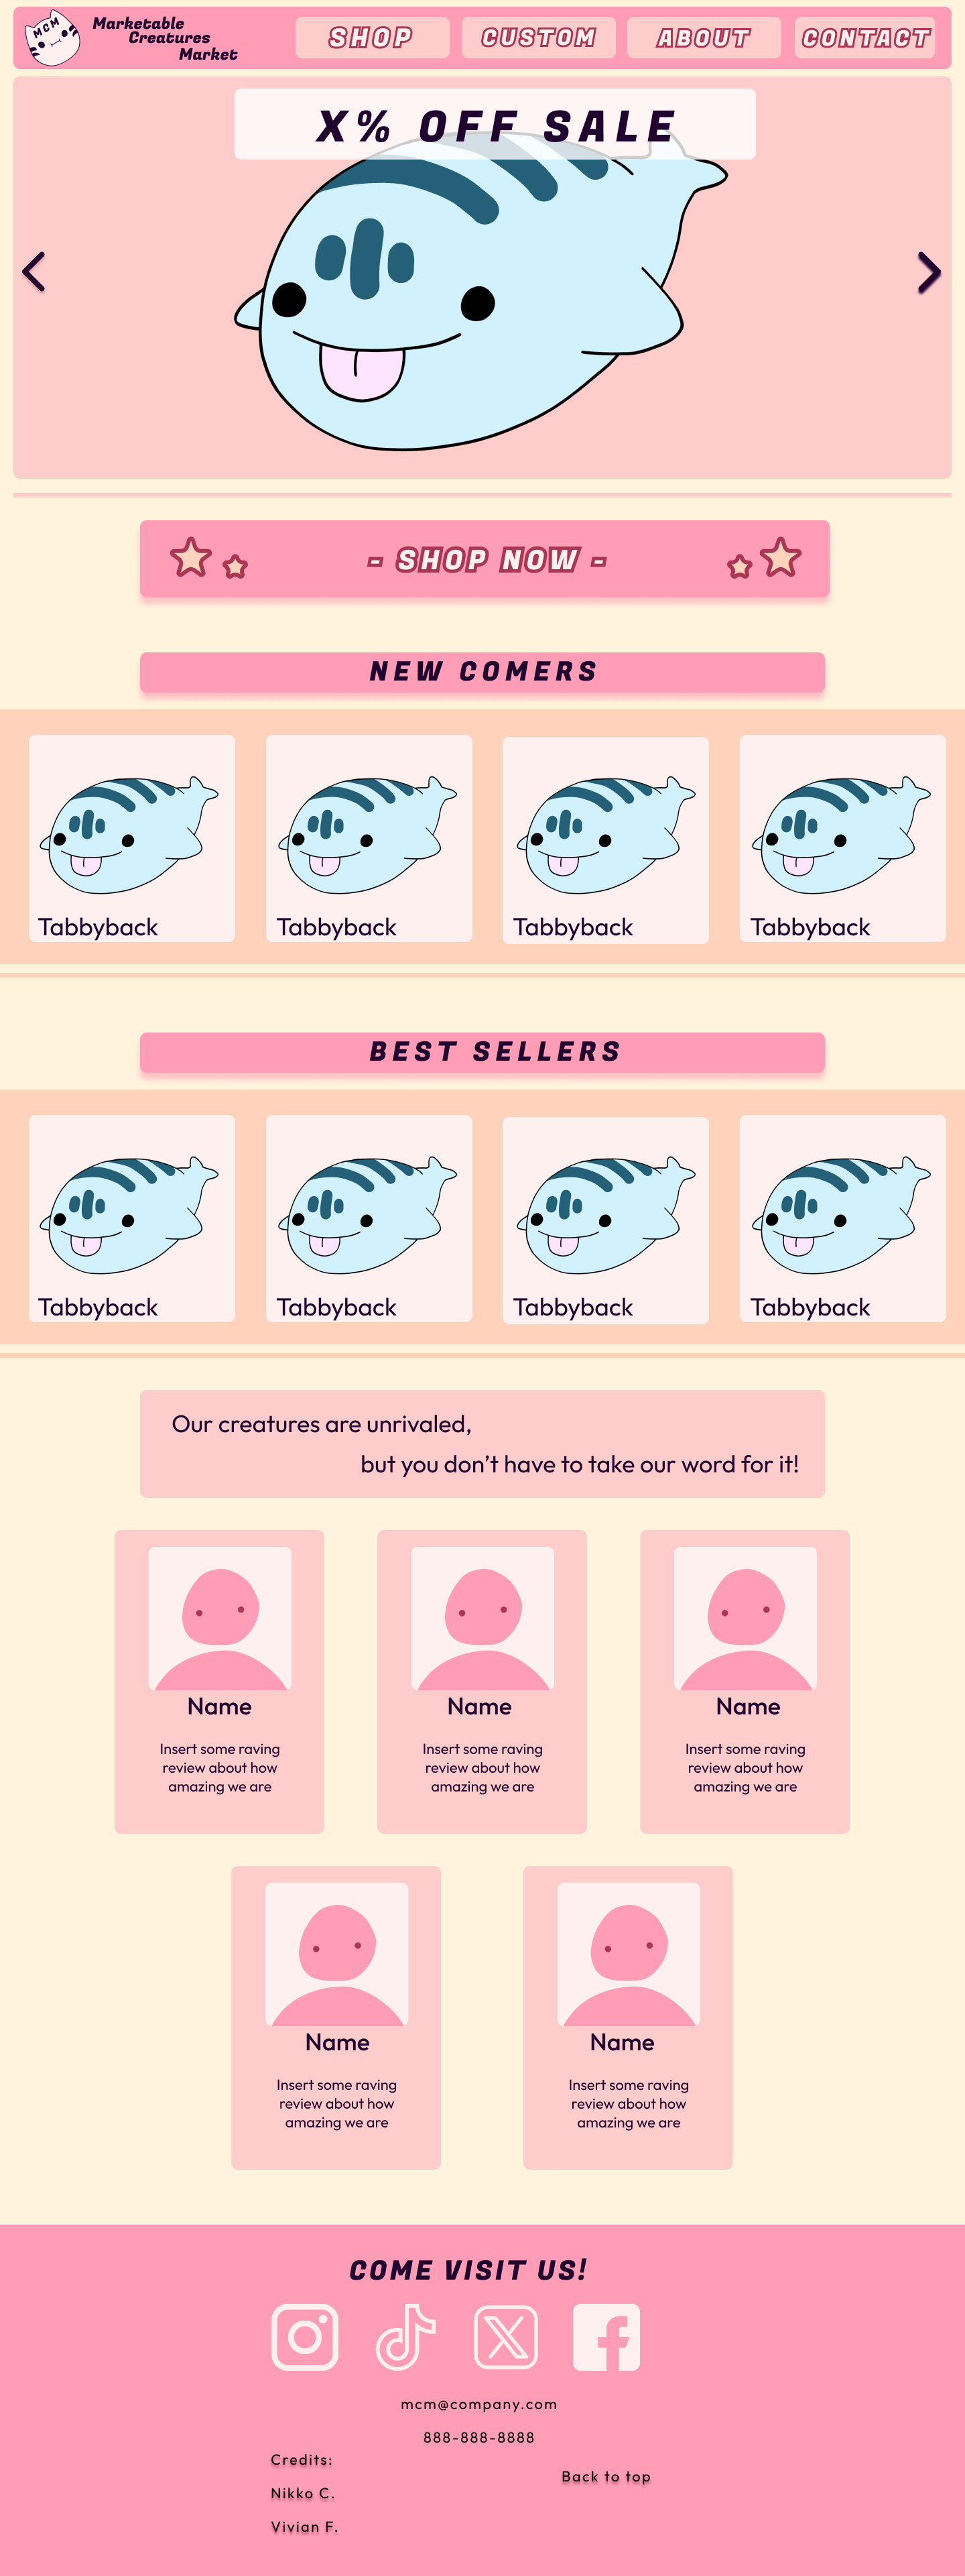 MCM
Marketable
Creatures
Market
SHOP
CUSTOM
ABOUT
CONTACT
X% OFF SALE
- SHOP NOW -
NEW COMERS
Tabbyback
Tabbyback
Tabbyback
Tabbyback
BEST SELLERS
Tabbyback
Tabbyback
Tabbyback
Tabbyback
Our creatures are unrivaled,
but you don’t have to take our word for it!
Name
Insert some raving
review about how
amazing we are
Name
Insert some raving
review about how
amazing we are
Name
Insert some raving
review about how
amazing we are
Name
Insert some raving
review about how
amazing we are
Name
Insert some raving
review about how
amazing we are
COME VISIT US!
mcm@company.com
888-888-8888
Credits:
Back to top
Nikko C.
Vivian F.